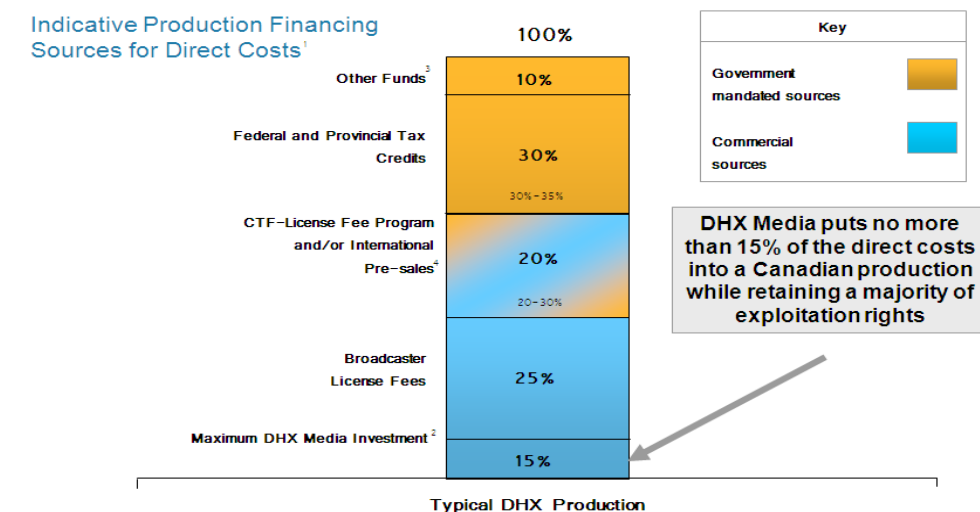 Indicative Production Financing
Sources for Direct Costs¹
100%
Key
Government
mandated sources
Commercial
sources
Other Funds³
10%
Federal and Provincial Tax
Credits
30%
30%-35%
CTF-License Fee Program
and/or International
Pre-sales⁴
20%
20-30%
DHX Media puts no more
than 15% of the direct costs
into a Canadian production
while retaining a majority of
exploitation rights
Broadcaster
License Fees
25%
Maximum DHX Media Investment²
15%
Typical DHX Production